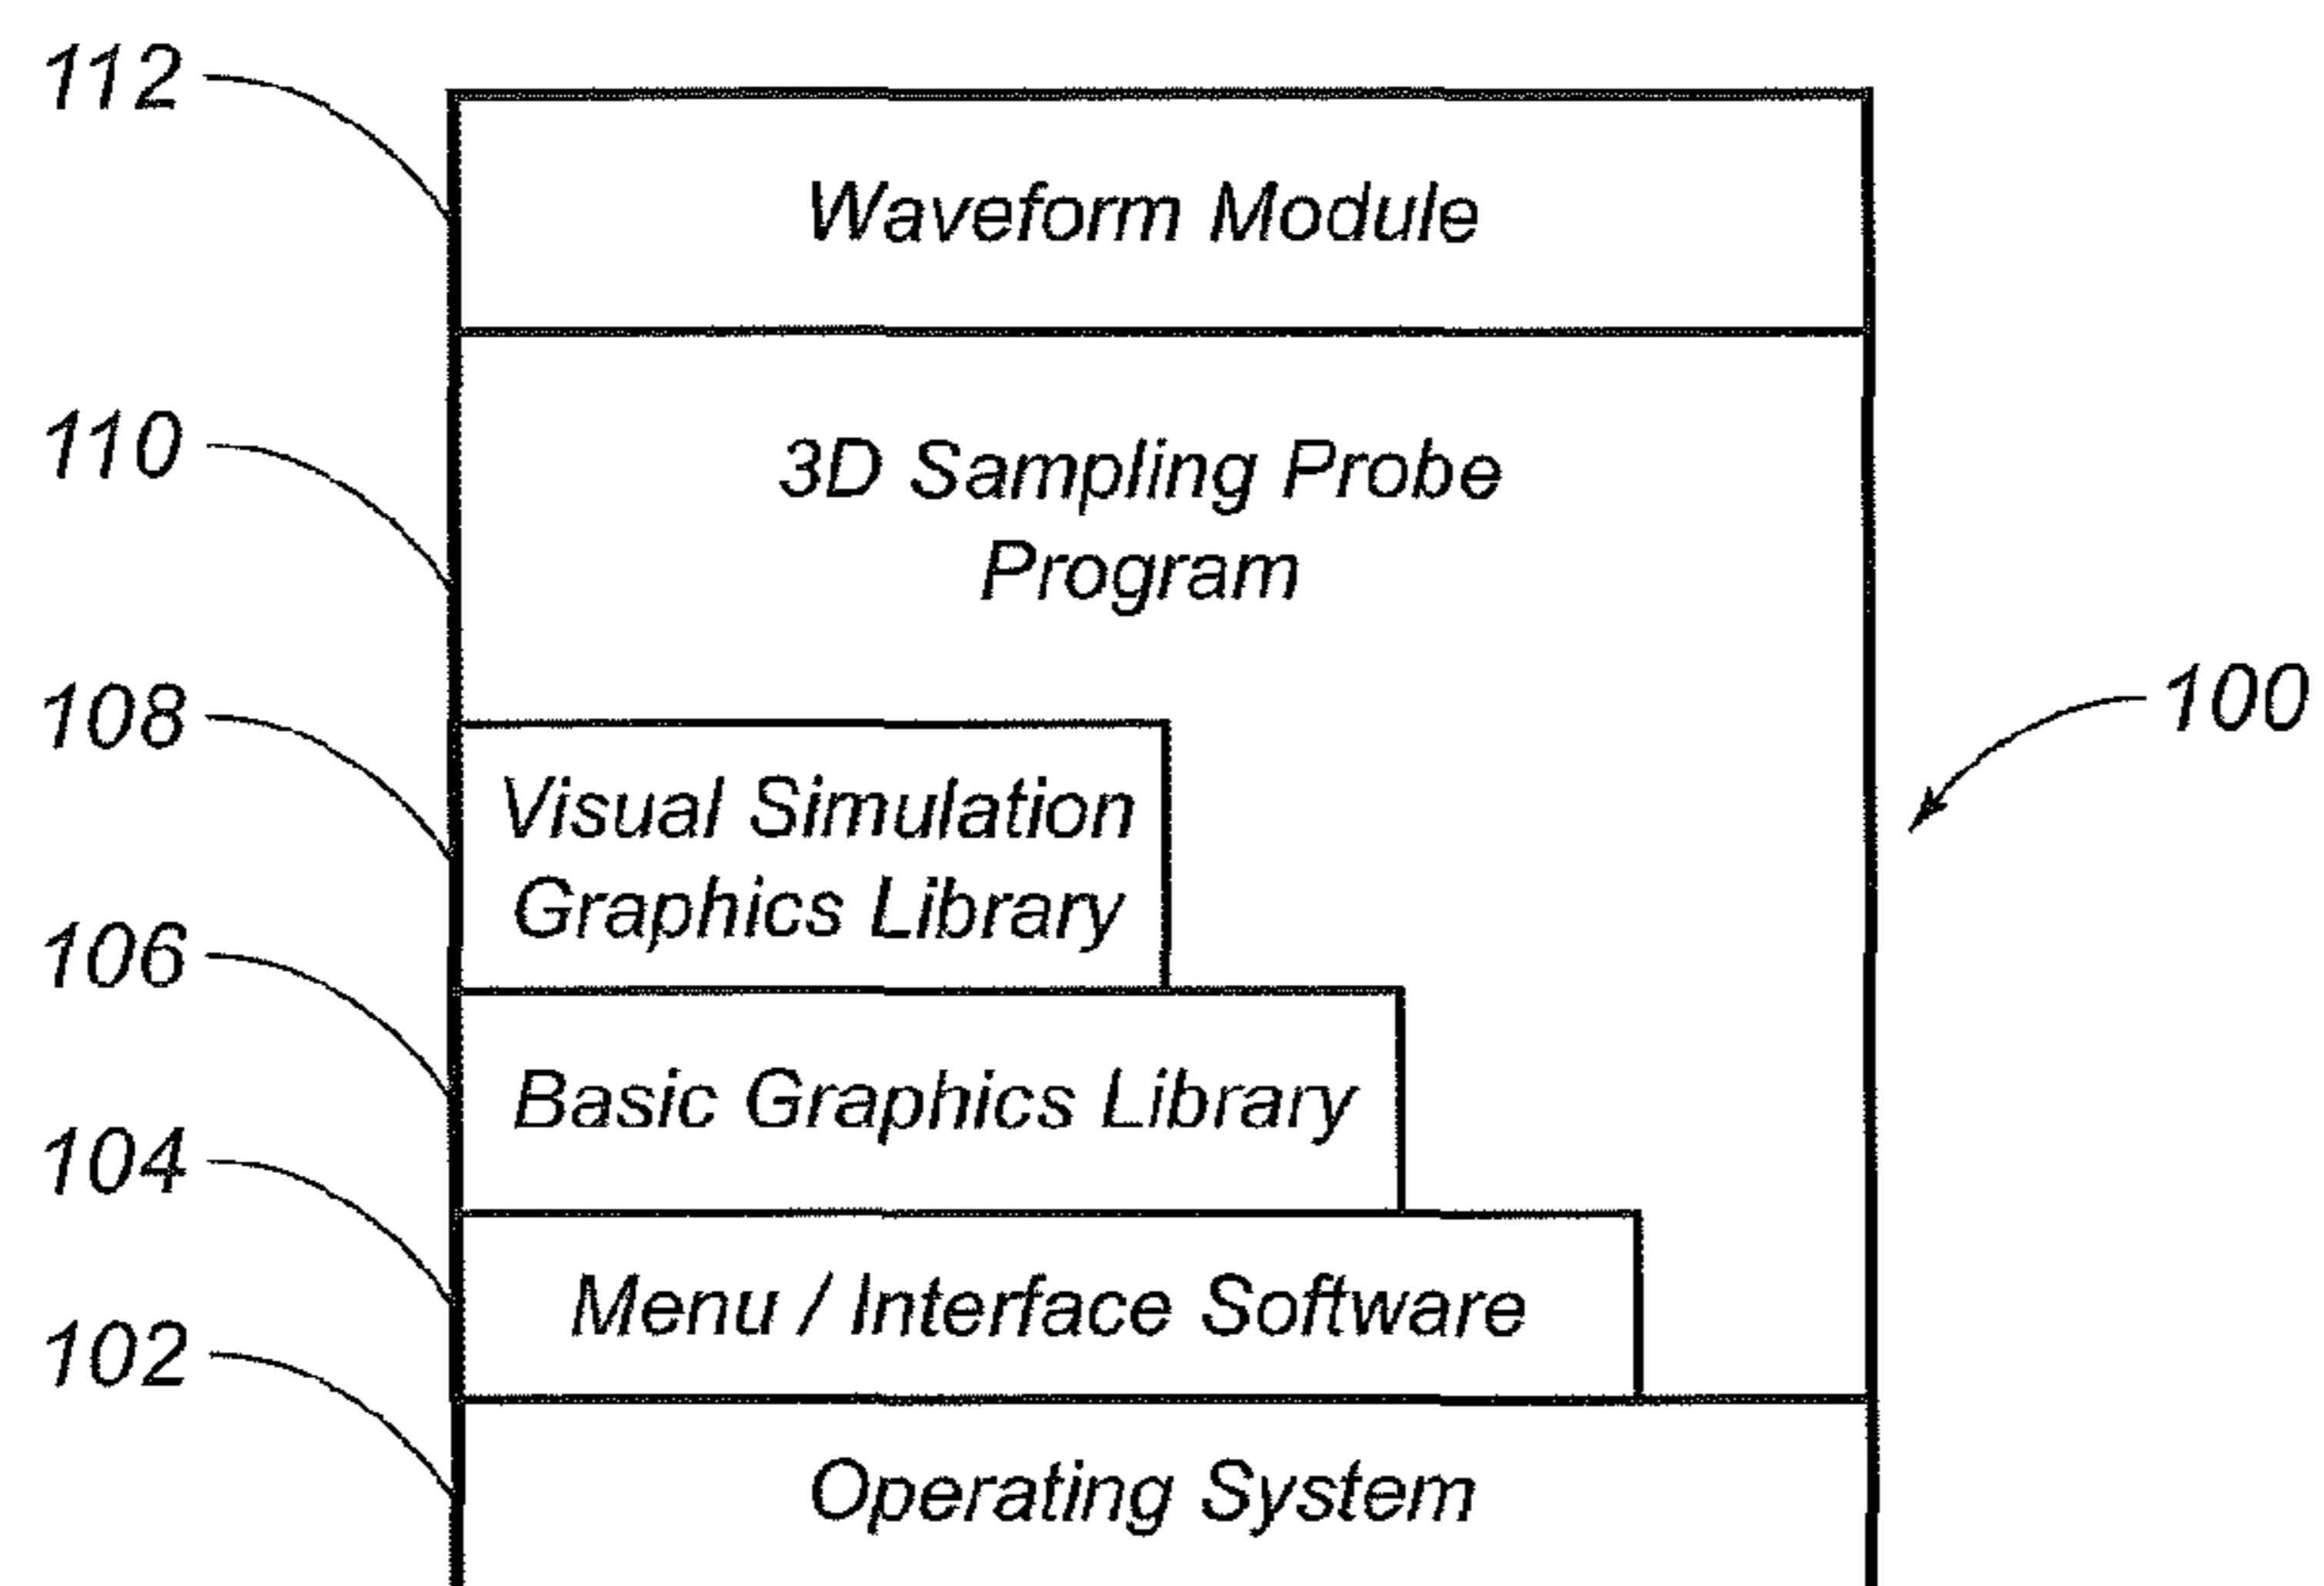 112
Waveform Module
110
3D Sampling Probe
Program
108
100
Visual Simulation
Graphics Library
106
Basic Graphics Library
104
Menu / Interface Software
102
Operating System